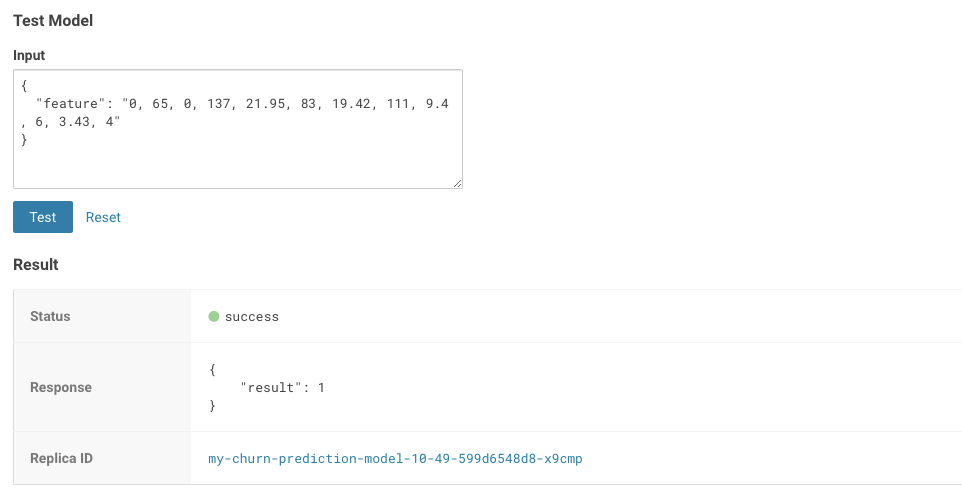 Test Model
Input
{
  "feature": "0, 65, 0, 137, 21.95, 83, 19.42, 111, 9.4
, 6, 3.43, 4"
}
Test Reset
Result
Status success
Response
{
    "result": 1
}
Replica ID my-churn-prediction-model-10-49-599d6548d8-x9cmp